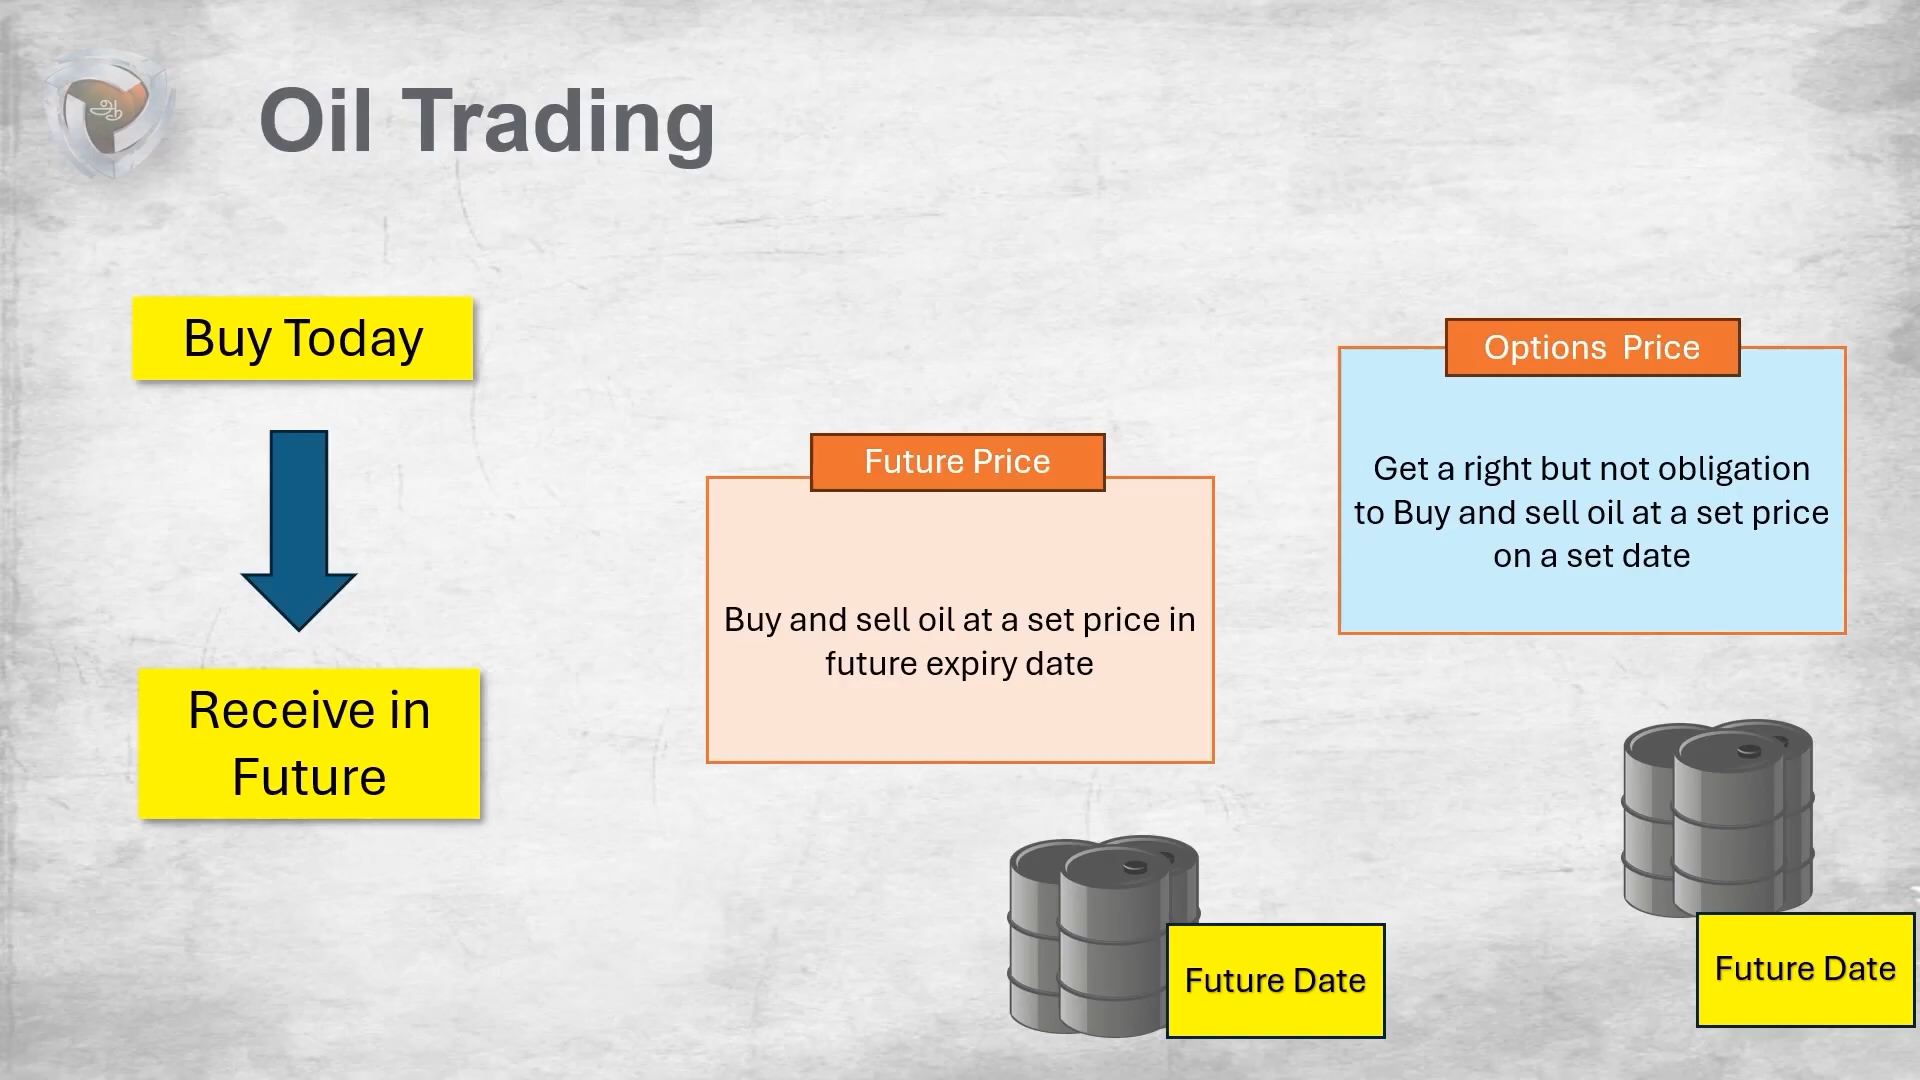 Oil Trading
Buy Today
Receive in
Future
Future Price
Buy and sell oil at a set price in
future expiry date
Future Date
Options  Price
Get a right but not obligation
to Buy and sell oil at a set price
on a set date
Future Date